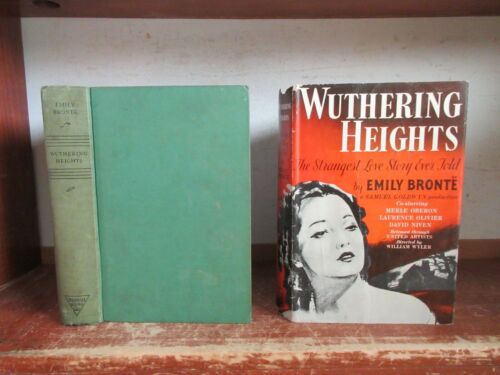 EMILY
BRONTË
WUTHERING
HEIGHTS
WUTHERING
HEIGHTS
The Strangest Love Story Ever Told
by EMILY BRONTË
a SAMUEL GOLDWYN production
Co-starring
MERLE OBERON
LAURENCE OLIVIER
DAVID NIVEN
Released through
UNITED ARTISTS
Directed by
WILLIAM WYLER